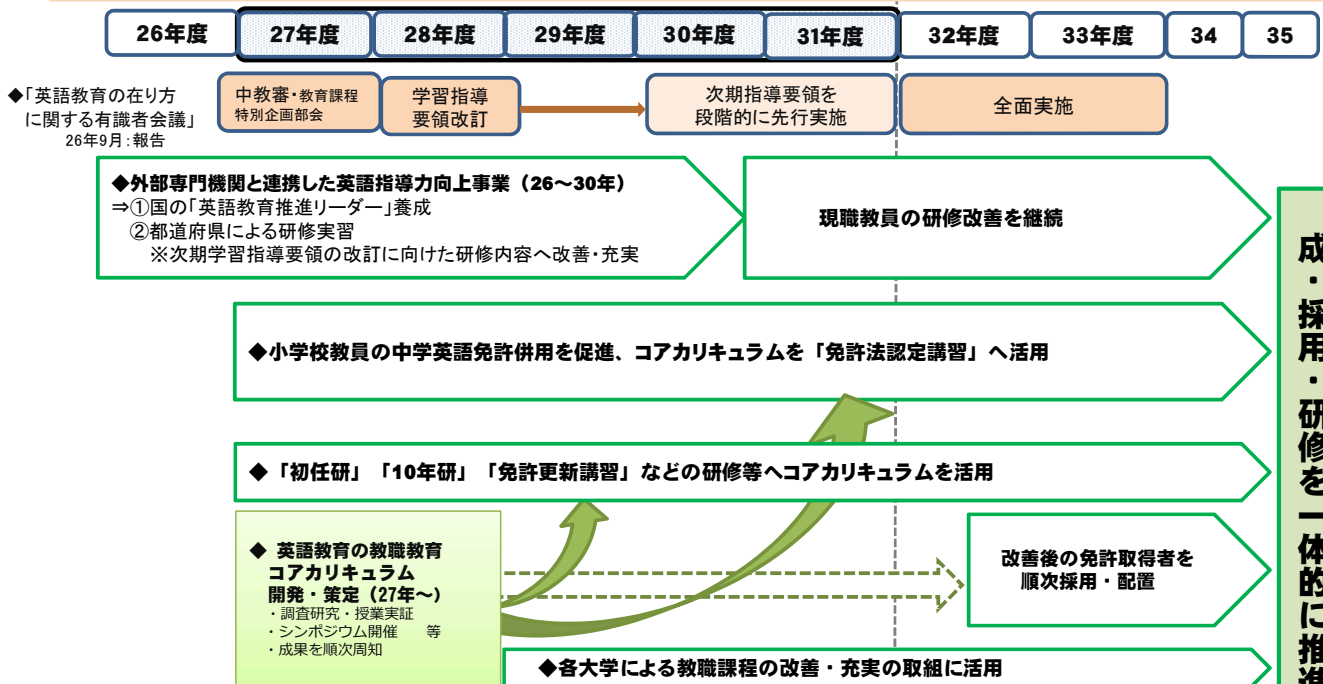 26年度 27年度 28年度 29年度 30年度 31年度 32年度 33年度 34 35
◆「英語教育の在り方
に関する有識者会議」
26年9月:報告
中教審・教育課程
特別企画部会
学習指導
要領改訂
次期指導要領を
段階的に先行実施
全面実施
◆外部専門機関と連携した英語指導力向上事業（26～30年）
⇒①国の「英語教育推進リーダー」養成
②都道府県による研修実習
※次期学習指導要領の改訂に向けた研修内容へ改善・充実
現職教員の研修改善を継続
◆小学校教員の中学英語免許併用を促進、コアカリキュラムを「免許法認定講習」へ活用
◆「初任研」「10年研」「免許更新講習」などの研修等へコアカリキュラムを活用
◆ 英語教育の教職教育
コアカリキュラム
開発・策定（27年～）
・調査研究・授業実証
・シンポジウム開催　等
・成果を順次周知
改善後の免許取得者を
順次採用・配置
◆各大学による教職課程の改善・充実の取組に活用
成・採用・研修を一体的に推進